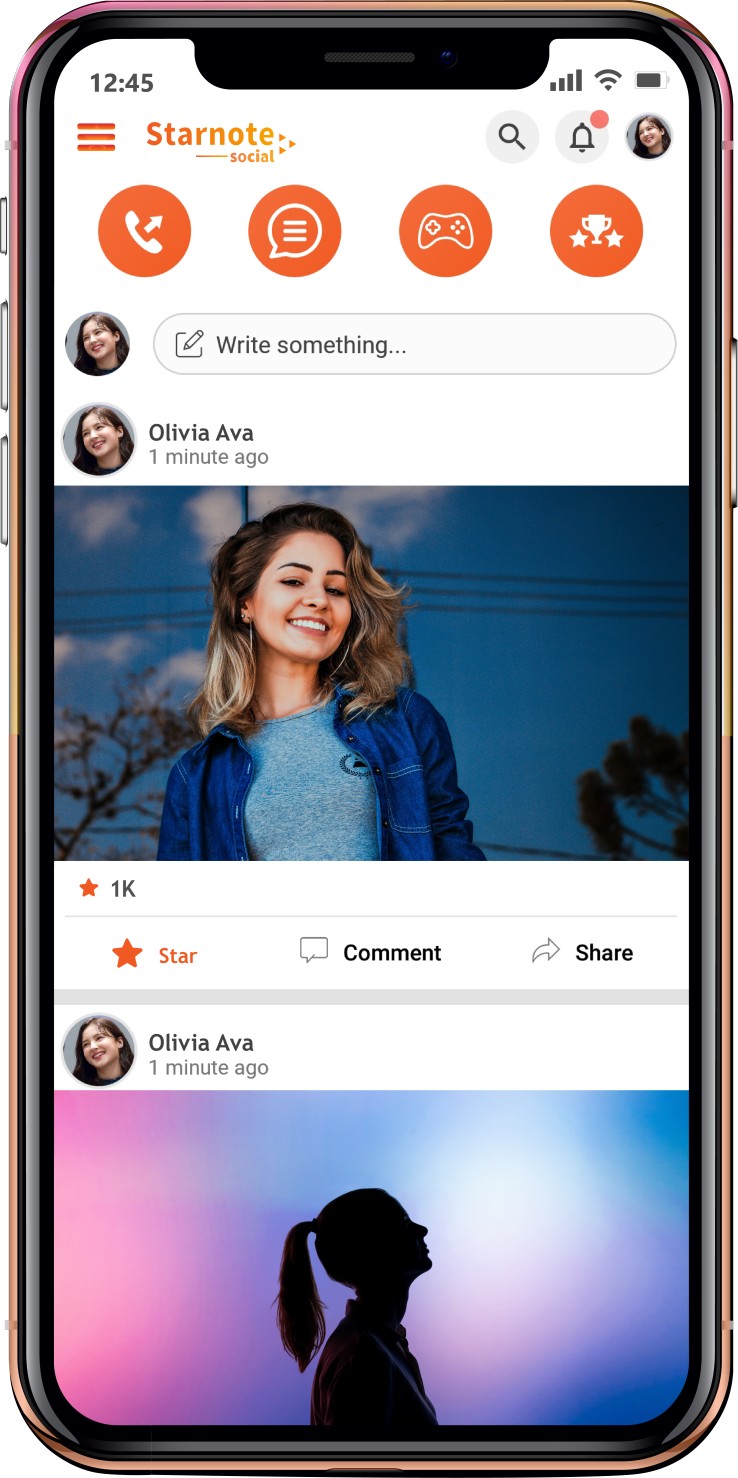 12:45
Starnote
social
Write something...
Olivia Ava
1 minute ago
1K
Star
Comment
Share
Olivia Ava
1 minute ago